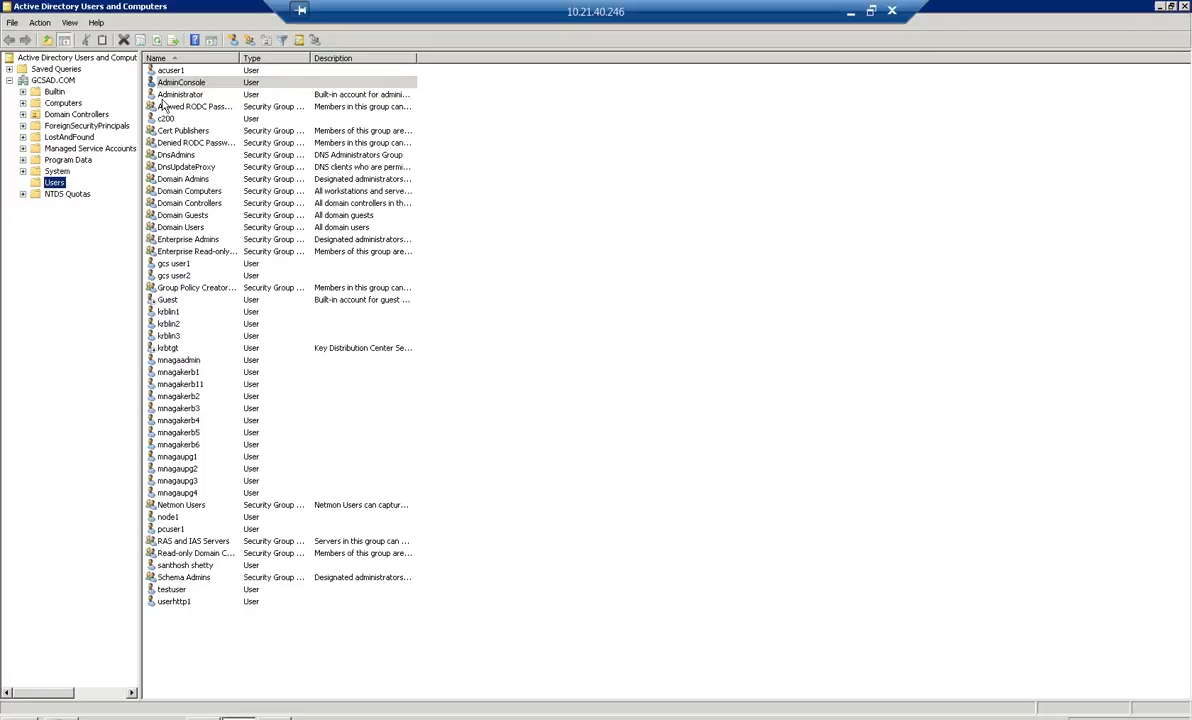 Active Directory Users and Computers
10.21.40.246
File Action View Help
Active Directory Users and Comput
Saved Queries
GCSAD.COM
Builtin
Computers
Domain Controllers
ForeignSecurityPrincipals
LostAndFound
Managed Service Accounts
Program Data
System
Users
NTDS Quotas
Name Type Description
acuser1 User
AdminConsole User
Administrator User Built-in account for admini...
Allowed RODC Pass... Security Group ... Members in this group can...
c200 User
Cert Publishers Security Group ... Members of this group are...
Denied RODC Passw... Security Group ... Members in this group can...
DnsAdmins Security Group ... DNS Administrators Group
DnsUpdateProxy Security Group ... DNS clients who are permi...
Domain Admins Security Group ... Designated administrators...
Domain Computers Security Group ... All workstations and serve...
Domain Controllers Security Group ... All domain controllers in th...
Domain Guests Security Group ... All domain guests
Domain Users Security Group ... All domain users
Enterprise Admins Security Group ... Designated administrators...
Enterprise Read-only... Security Group ... Members of this group are...
gcs user1 User
gcs user2 User
Group Policy Creator... Security Group ... Members in this group can...
Guest User Built-in account for guest ...
krblin1 User
krblin2 User
krblin3 User
krbtgt User Key Distribution Center Se...
mnagaadmin User
mnagakerb1 User
mnagakerb11 User
mnagakerb2 User
mnagakerb3 User
mnagakerb4 User
mnagakerb5 User
mnagakerb6 User
mnagaupg1 User
mnagaupg2 User
mnagaupg3 User
mnagaupg4 User
Netmon Users Security Group ... Netmon Users can captur...
node1 User
pcuser1 User
RAS and IAS Servers Security Group ... Servers in this group can ...
Read-only Domain C... Security Group ... Members of this group are...
santhosh shetty User
Schema Admins Security Group ... Designated administrators...
testuser User
userhttp1 User